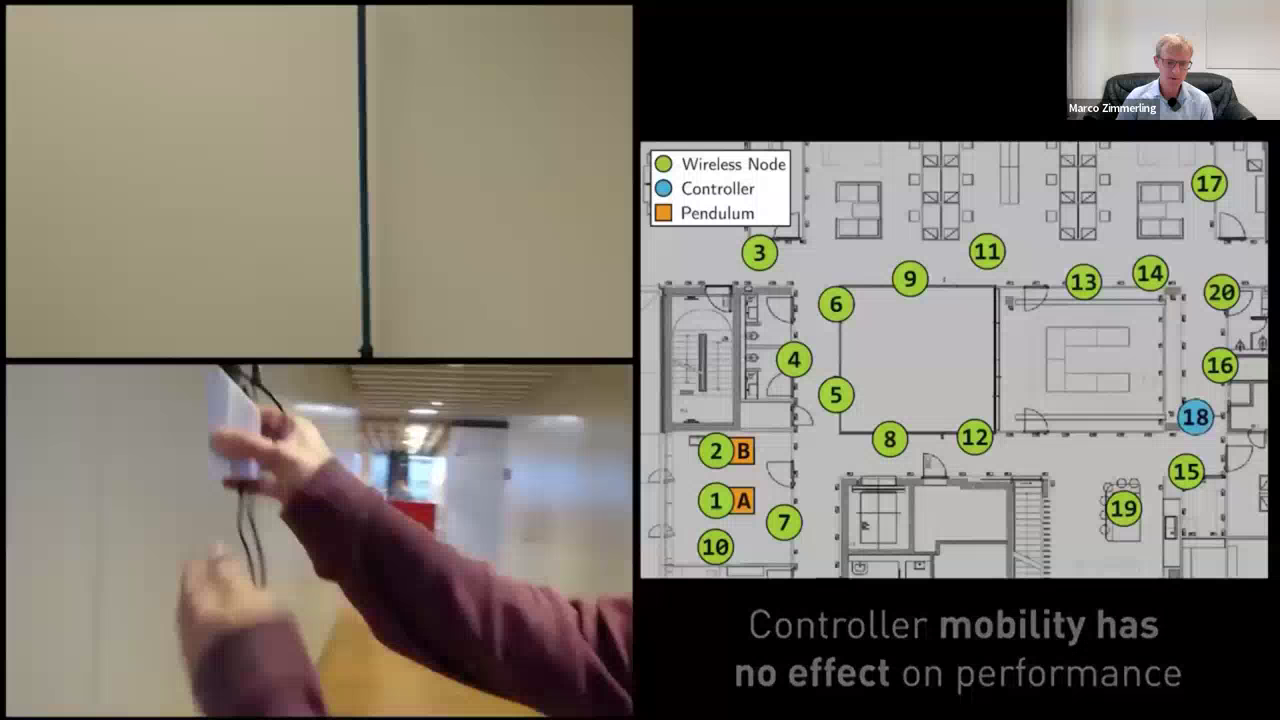 Marco Zimmerling
Wireless Node
Controller
Pendulum
17
3
11
9
13
14
20
6
4
16
5
18
8
12
2 B
15
1 A
19
7
10
Controller mobility has
no effect on performance